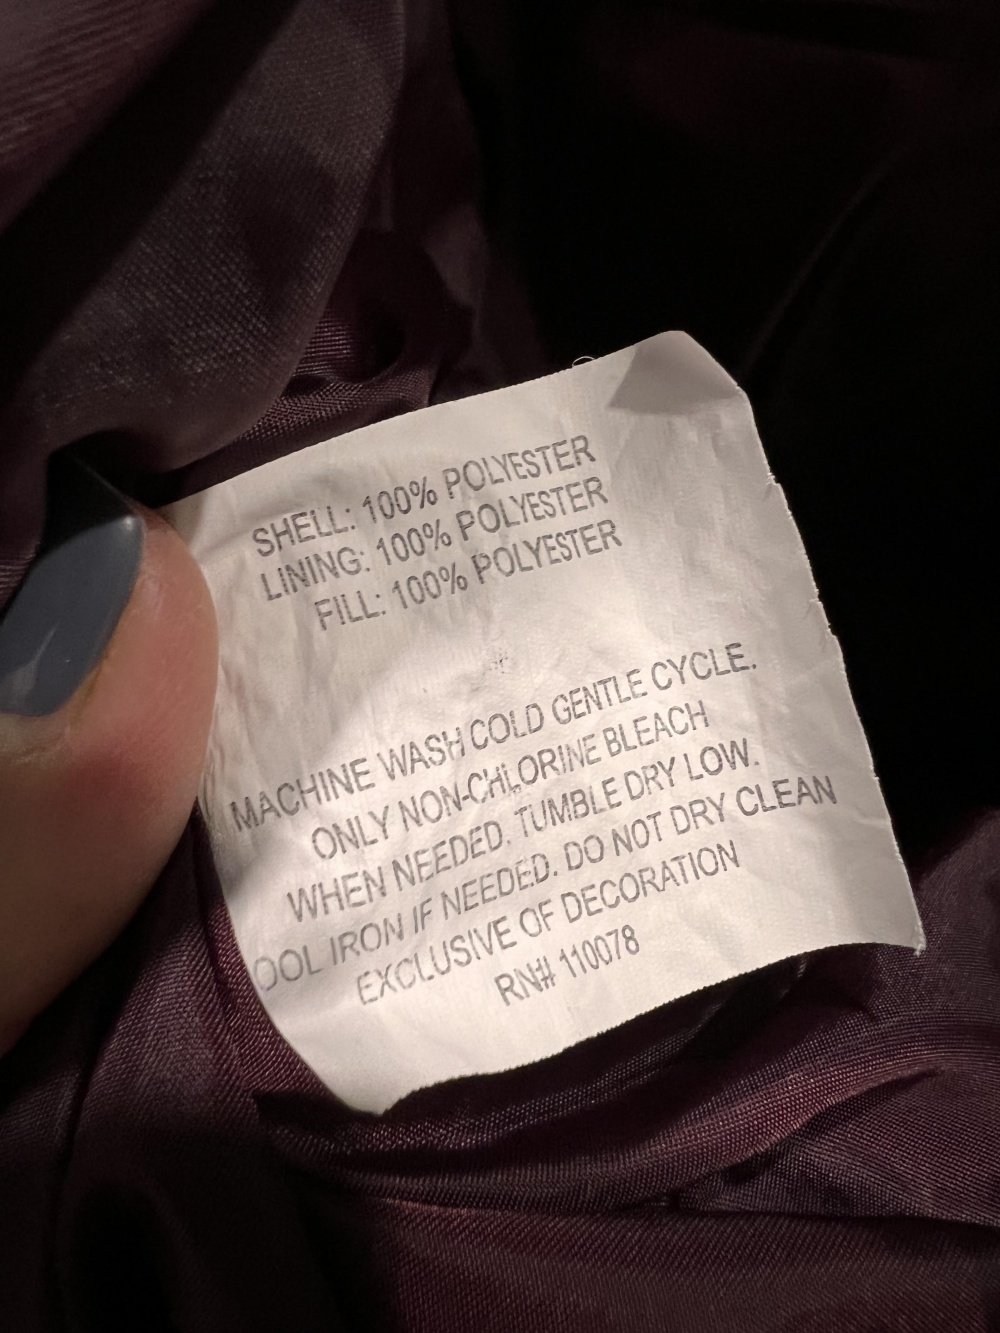 SHELL: 100% POLYESTER
LINING: 100% POLYESTER
FILL: 100% POLYESTER
MACHINE WASH COLD GENTLE CYCLE.
ONLY NON-CHLORINE BLEACH
WHEN NEEDED. TUMBLE DRY LOW.
OOL IRON IF NEEDED. DO NOT DRY CLEAN
EXCLUSIVE OF DECORATION
RN# 110078